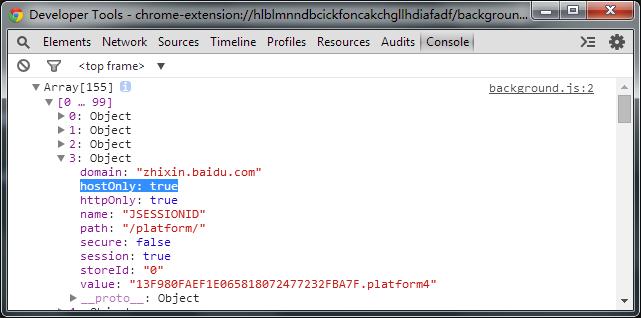 Developer Tools - chrome-extension://hlblmnndbcickfoncakchgllhdiafadf/backgroun...
Elements Network Sources Timeline Profiles Resources Audits Console
<top frame> ▼
▼ Array[155] i background.js:2
▼ [0 … 99]
▶ 0: Object
▶ 1: Object
▶ 2: Object
▼ 3: Object
domain: "zhixin.baidu.com"
hostOnly: true
httpOnly: true
name: "JSESSIONID"
path: "/platform/"
secure: false
session: true
storeId: "0"
value: "13F980FAEF1E065818072477232FBA7F.platform4"
▶ __proto__: Object